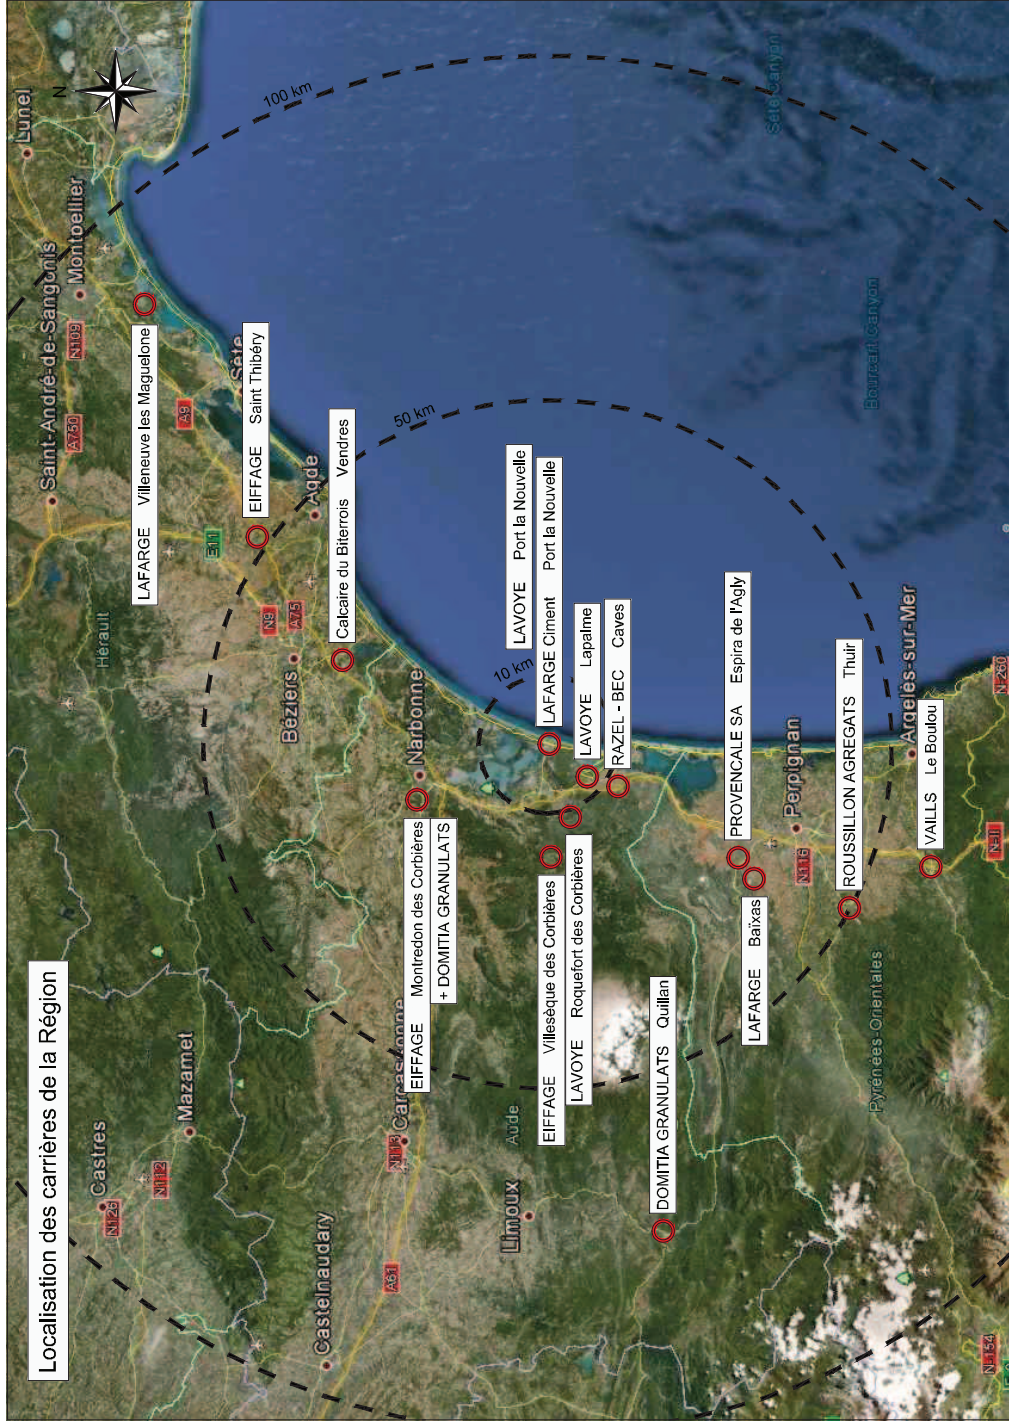 Localisation des carrières de la Région
N
100 km
50 km
10 km
Lunel
Montpellier
Saint-André-de-Sangonis
N109
A750
A9
LAFARGE Villeneuve les Maguelone
Sète
EIFFAGE Saint Thibéry
Agde
E11
Hérault
N9
A75
Béziers
Calcaire du Biterrois Vendres
Narbonne
EIFFAGE Montredon des Corbières
+ DOMITIA GRANULATS
LAVOYE Port la Nouvelle
LAFARGE Ciment Port la Nouvelle
LAVOYE Lapalme
RAZEL - BEC Caves
EIFFAGE Villesèque des Corbières
LAVOYE Roquefort des Corbières
PROVENCALE SA Espira de l'Agly
LAFARGE Baïxas
Perpignan
N116
ROUSSILLON AGREGATS Thuir
Argelès-sur-Mer
VAILLS Le Boulou
N-260
N-II
Pyrénées-Orientales
DOMITIA GRANULATS Quillan
Aude
Limoux
Carcassonne
N113
A61
Castelnaudary
Mazamet
Castres
N112
N126
N-154
Sète Canyon
Bourcart Canyon